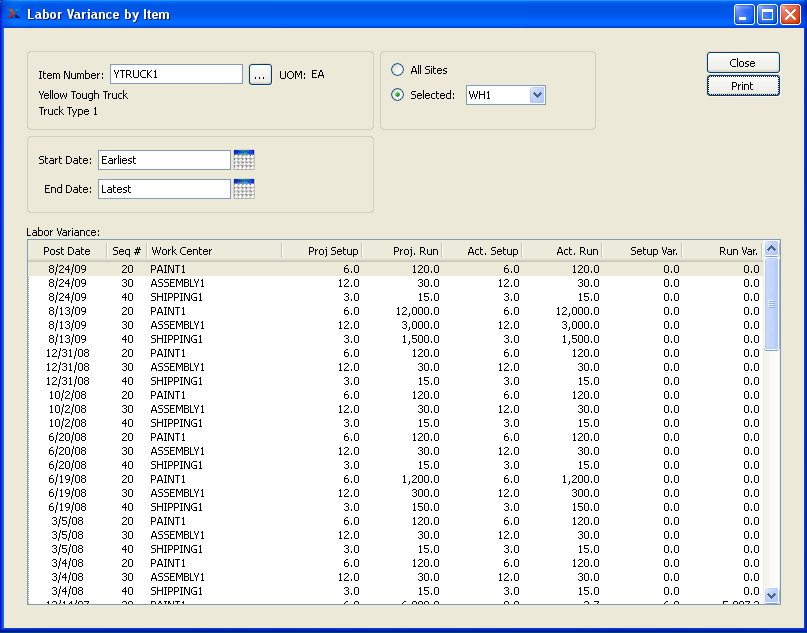 Labor Variance by Item
Item Number: YTRUCK1 ... UOM: EA
Yellow Tough Truck
Truck Type 1
All Sites
Selected: WH1
Close
Print
Start Date: Earliest
End Date: Latest
Labor Variance:
Post Date Seq # Work Center Proj Setup Proj. Run Act. Setup Act. Run Setup Var. Run Var.
8/24/09 20 PAINT1 6.0 120.0 6.0 120.0 0.0 0.0
8/24/09 30 ASSEMBLY1 12.0 30.0 12.0 30.0 0.0 0.0
8/24/09 40 SHIPPING1 3.0 15.0 3.0 15.0 0.0 0.0
8/13/09 20 PAINT1 6.0 12,000.0 6.0 12,000.0 0.0 0.0
8/13/09 30 ASSEMBLY1 12.0 3,000.0 12.0 3,000.0 0.0 0.0
8/13/09 40 SHIPPING1 3.0 1,500.0 3.0 1,500.0 0.0 0.0
12/31/08 20 PAINT1 6.0 120.0 6.0 120.0 0.0 0.0
12/31/08 30 ASSEMBLY1 12.0 30.0 12.0 30.0 0.0 0.0
12/31/08 40 SHIPPING1 3.0 15.0 3.0 15.0 0.0 0.0
10/2/08 20 PAINT1 6.0 120.0 6.0 120.0 0.0 0.0
10/2/08 30 ASSEMBLY1 12.0 30.0 12.0 30.0 0.0 0.0
10/2/08 40 SHIPPING1 3.0 15.0 3.0 15.0 0.0 0.0
6/20/08 20 PAINT1 6.0 120.0 6.0 120.0 0.0 0.0
6/20/08 30 ASSEMBLY1 12.0 30.0 12.0 30.0 0.0 0.0
6/20/08 40 SHIPPING1 3.0 15.0 3.0 15.0 0.0 0.0
6/19/08 20 PAINT1 6.0 1,200.0 6.0 1,200.0 0.0 0.0
6/19/08 30 ASSEMBLY1 12.0 300.0 12.0 300.0 0.0 0.0
6/19/08 40 SHIPPING1 3.0 150.0 3.0 150.0 0.0 0.0
3/5/08 20 PAINT1 6.0 120.0 6.0 120.0 0.0 0.0
3/5/08 30 ASSEMBLY1 12.0 30.0 12.0 30.0 0.0 0.0
3/5/08 40 SHIPPING1 3.0 15.0 3.0 15.0 0.0 0.0
3/4/08 20 PAINT1 6.0 120.0 6.0 120.0 0.0 0.0
3/4/08 30 ASSEMBLY1 12.0 30.0 12.0 30.0 0.0 0.0
3/4/08 40 SHIPPING1 3.0 15.0 3.0 15.0 0.0 0.0